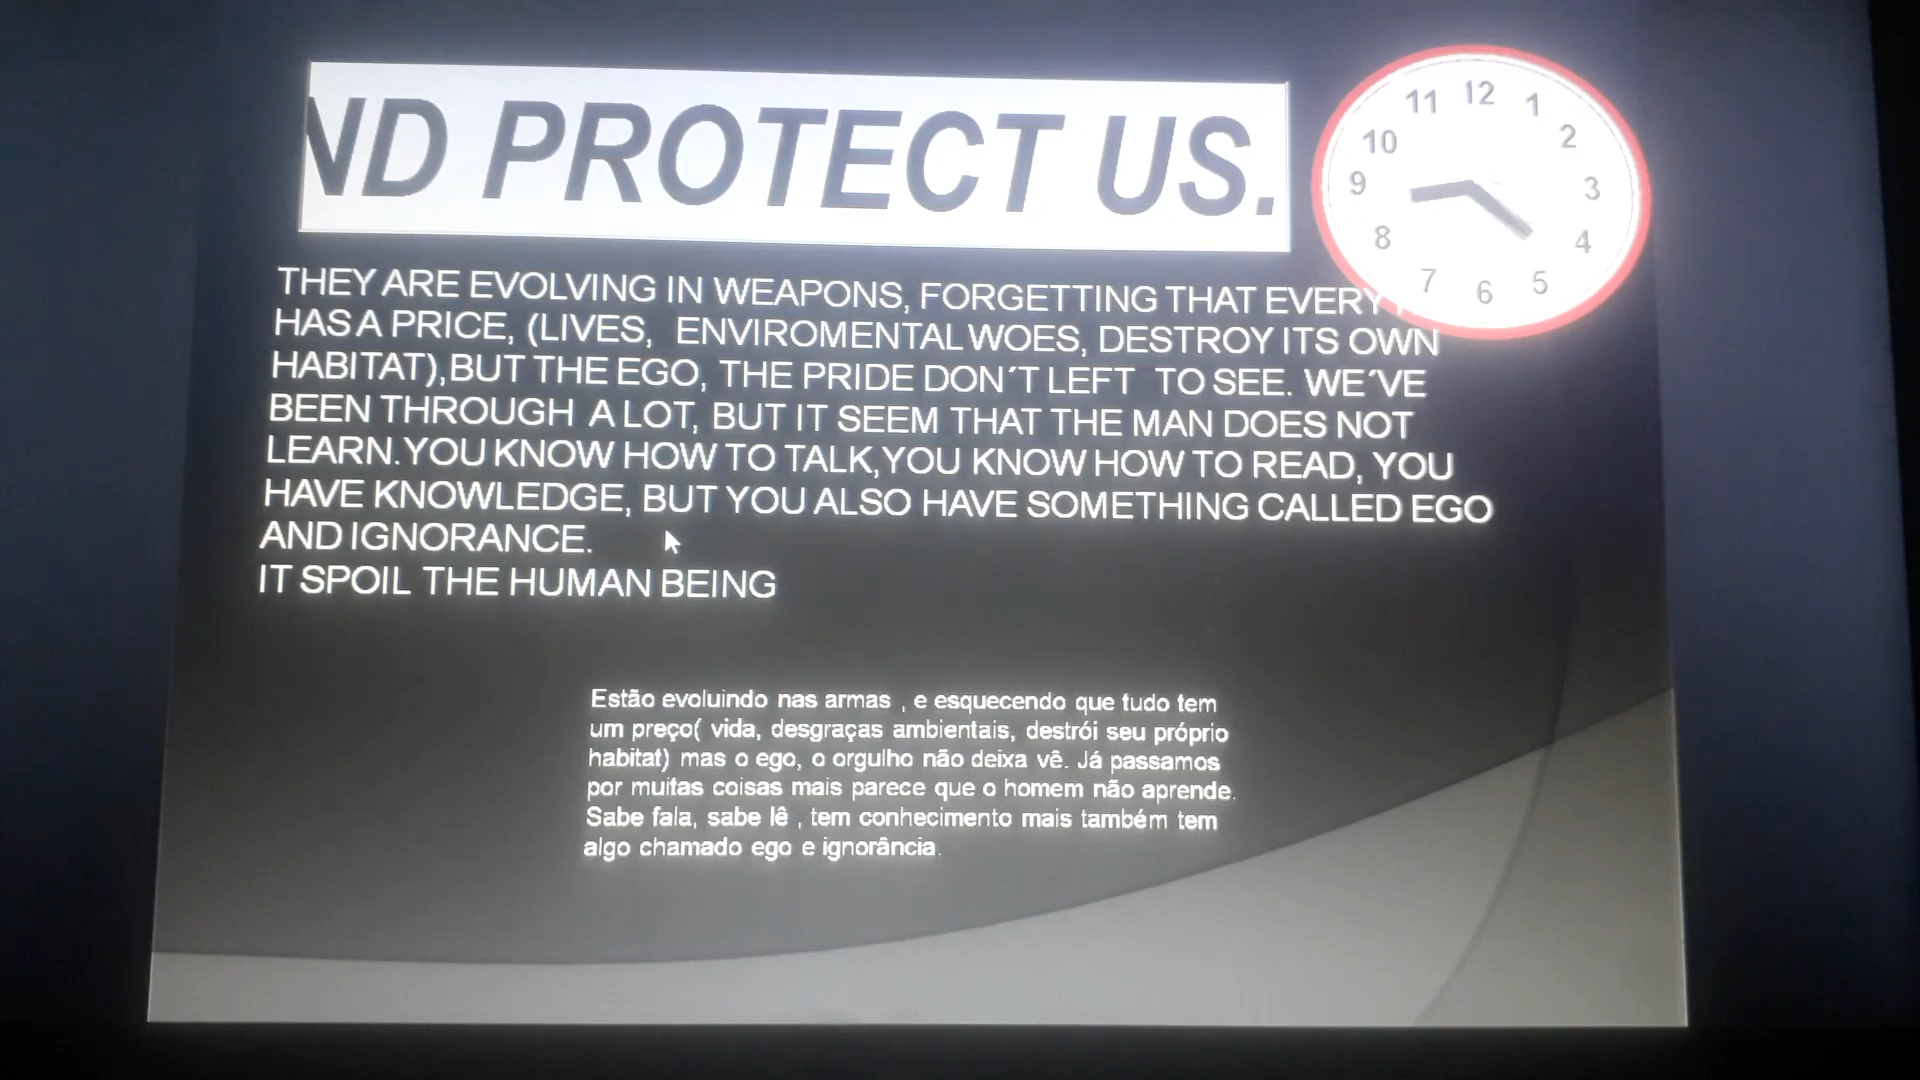 ND PROTECT US.
11 12 1
10 2
9 3
8 4
7 6 5
THEY ARE EVOLVING IN WEAPONS, FORGETTING THAT EVERY
HAS A PRICE, (LIVES, ENVIROMENTAL WOES, DESTROY ITS OWN
HABITAT),BUT THE EGO, THE PRIDE DON´T LEFT TO SEE. WE´VE
BEEN THROUGH A LOT, BUT IT SEEM THAT THE MAN DOES NOT
LEARN.YOU KNOW HOW TO TALK,YOU KNOW HOW TO READ, YOU
HAVE KNOWLEDGE, BUT YOU ALSO HAVE SOMETHING CALLED EGO
AND IGNORANCE.
IT SPOIL THE HUMAN BEING
Estão evoluindo nas armas , e esquecendo que tudo tem
um preço( vida, desgraças ambientais, destrói seu próprio
habitat) mas o ego, o orgulho não deixa vê. Já passamos
por muitas coisas mais parece que o homem não aprende.
Sabe fala, sabe lê , tem conhecimento mais também tem
algo chamado ego e ignorância.